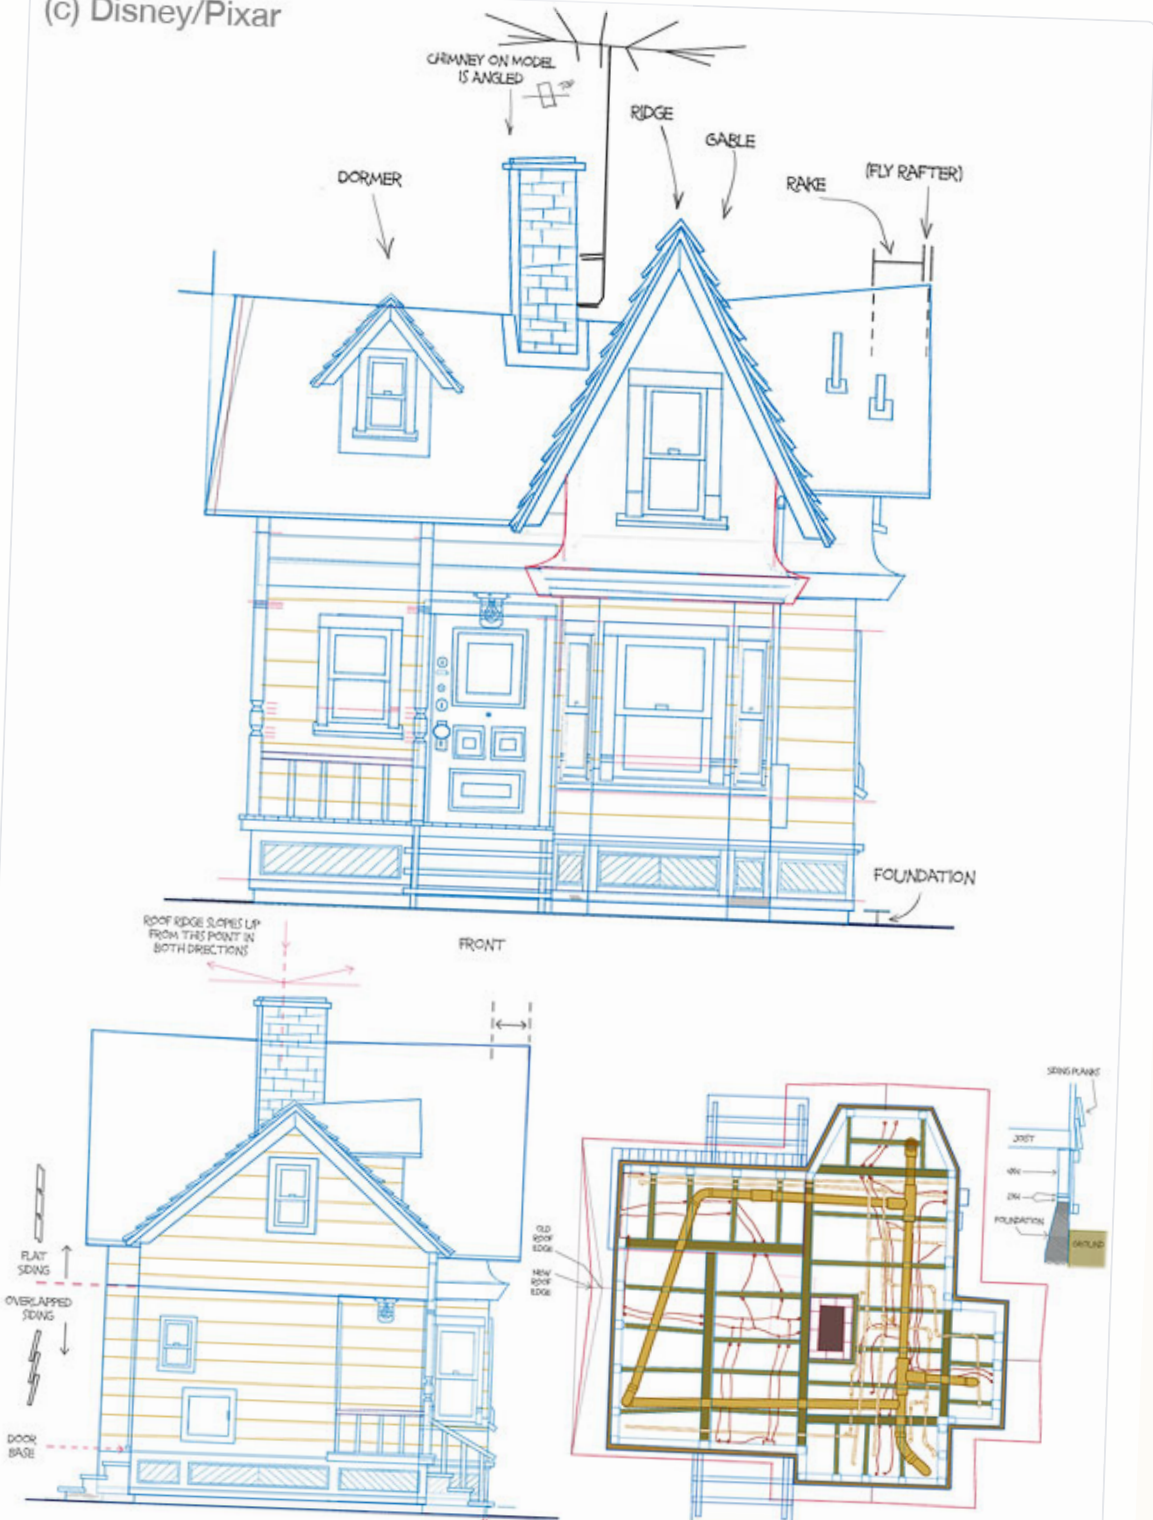 (c) Disney/Pixar
CHIMNEY ON MODEL
IS ANGLED
TOP
RIDGE
GABLE
DORMER
RAKE
(FLY RAFTER)
FOUNDATION
ROOF RIDGE SLOPES UP
FROM THIS POINT IN
BOTH DIRECTIONS
FRONT
FLAT
SIDING
OVERLAPPED
SIDING
DOOR
BASE
OLD
ROOF
EDGE
NEW
ROOF
EDGE
SIDING PLANKS
JOIST
FOUNDATION
GROUND